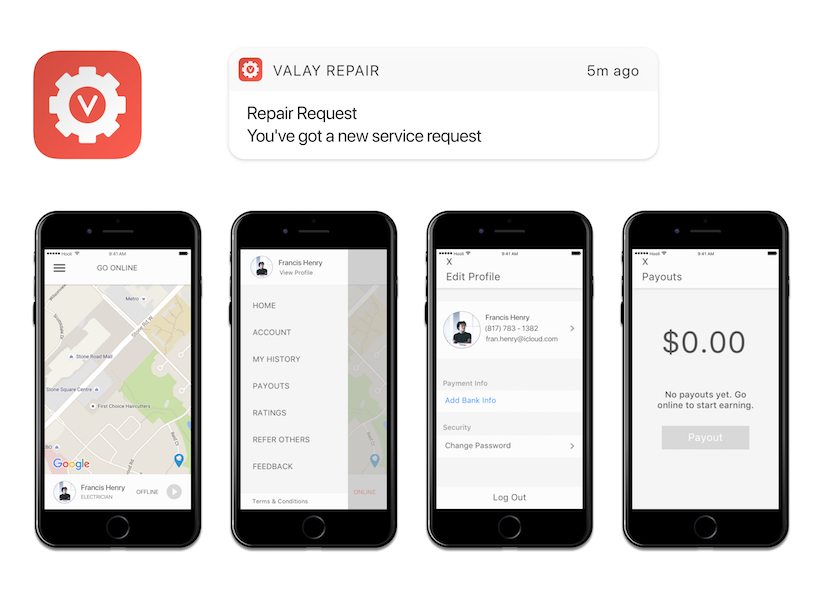 V
VALAY REPAIR
5m ago
Repair Request
You've got a new service request
Hooli
9:41 AM
GO ONLINE
Metro
Stone Rd W
Stone Road Mall
Stone Square Centre
First Choice Haircutters
Google
Francis Henry
ELECTRICIAN
OFFLINE
Francis Henry
View Profile
HOME
ACCOUNT
MY HISTORY
PAYOUTS
RATINGS
REFER OTHERS
FEEDBACK
Terms & Conditions
ONLINE
Hooli
9:41 AM
X
Edit Profile
Francis Henry
(817) 783 - 1382
fran.henry@icloud.com
Payment Info
Add Bank Info
Security
Change Password
Log Out
Hooli
9:41 AM
X
Payouts
$0.00
No payouts yet. Go
online to start earning.
Payout